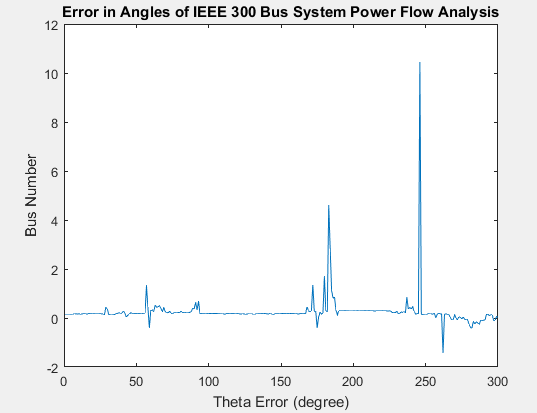 Error in Angles of IEEE 300 Bus System Power Flow Analysis
12
10
8
6
4
2
0
-2
Bus Number
0 50 100 150 200 250 300
Theta Error (degree)